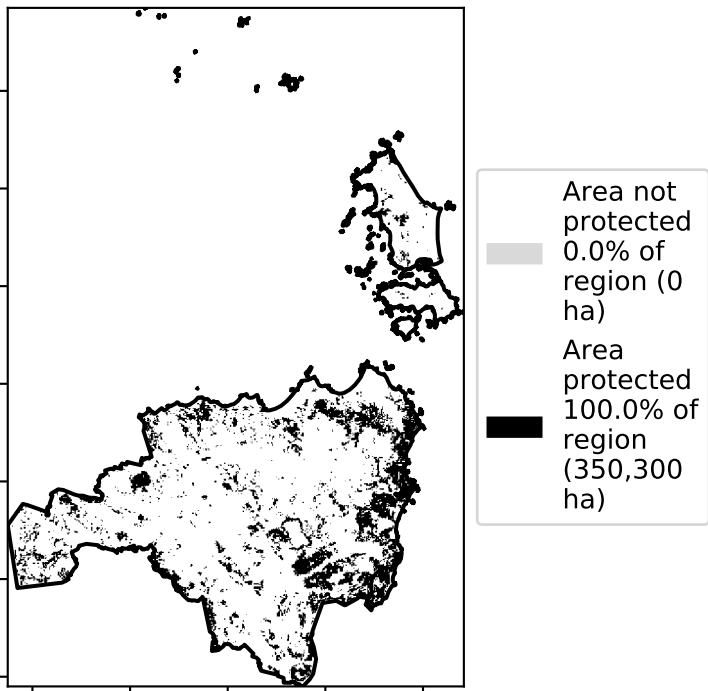 Area not
protected
0.0% of
region (0
ha)
Area
protected
100.0% of
region
(350,300
ha)